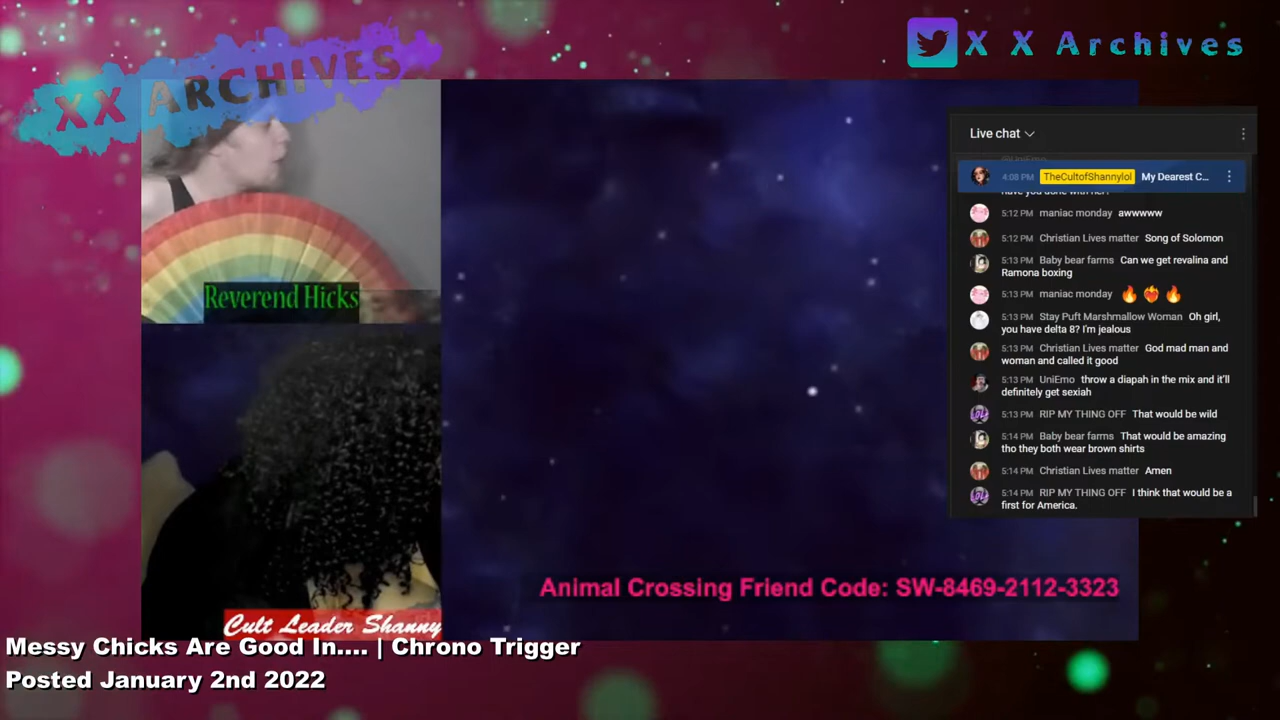 XX ARCHIVES
X X Archives
Live chat
4:08 PM TheCultofShannylol My Dearest C...
5:12 PM maniac monday awwwww
5:12 PM Christian Lives matter Song of Solomon
5:13 PM Baby bear farms Can we get revalina and
Ramona boxing
5:13 PM maniac monday 🔥 ❤️‍🔥 🔥
5:13 PM Stay Puft Marshmallow Woman Oh girl,
you have delta 8? I'm jealous
5:13 PM Christian Lives matter God mad man and
woman and called it good
5:13 PM UniEmo throw a diapah in the mix and it'll
definitely get sexiah
5:13 PM RIP MY THING OFF That would be wild
5:14 PM Baby bear farms That would be amazing
tho they both wear brown shirts
5:14 PM Christian Lives matter Amen
5:14 PM RIP MY THING OFF I think that would be a
first for America.
Reverend Hicks
Animal Crossing Friend Code: SW-8469-2112-3323
Cult Leader Shanny
Messy Chicks Are Good In.... | Chrono Trigger
Posted January 2nd 2022